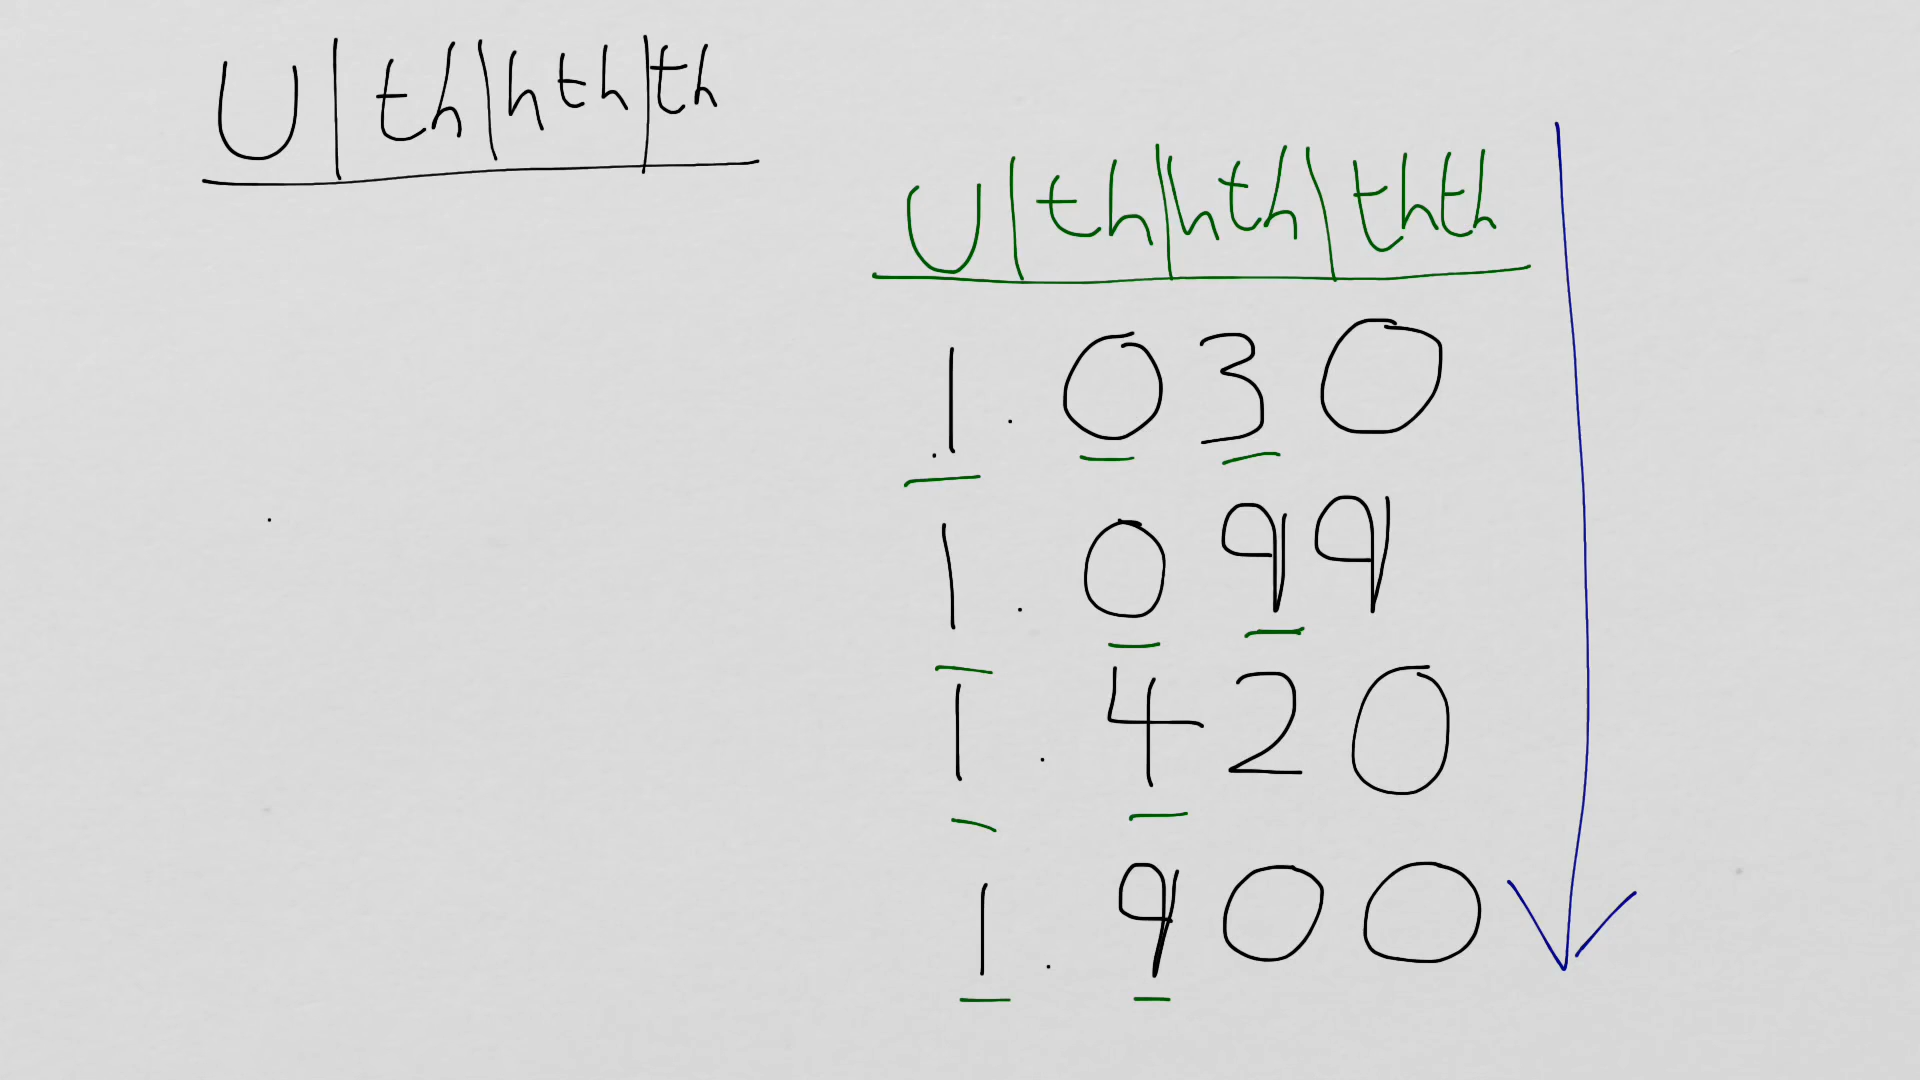 U | th | hth | th
U | th | hth | thth
1.030
1.099
1.420
1.900